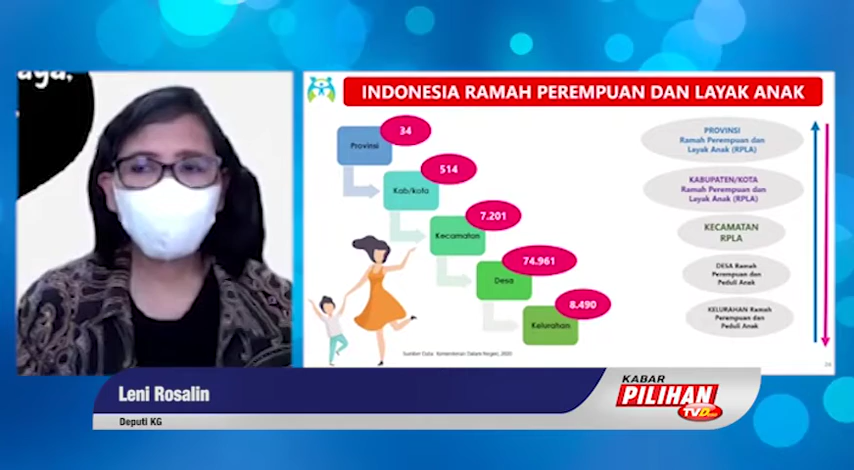 aya,
INDONESIA RAMAH PEREMPUAN DAN LAYAK ANAK
Provinsi
34
Kab/kota
514
Kecamatan
7.201
Desa
74.961
Kelurahan
8.490
PROVINSI
Ramah Perempuan dan
Layak Anak (RPLA)
KABUPATEN/KOTA
Ramah Perempuan dan
Layak Anak (RPLA)
KECAMATAN
RPLA
DESA Ramah
Perempuan dan
Peduli Anak
KELURAHAN Ramah
Perempuan dan
Peduli Anak
Sumber Data: Kementerian Dalam Negeri, 2020
Leni Rosalin
Deputi KG
KABAR
PILIHAN